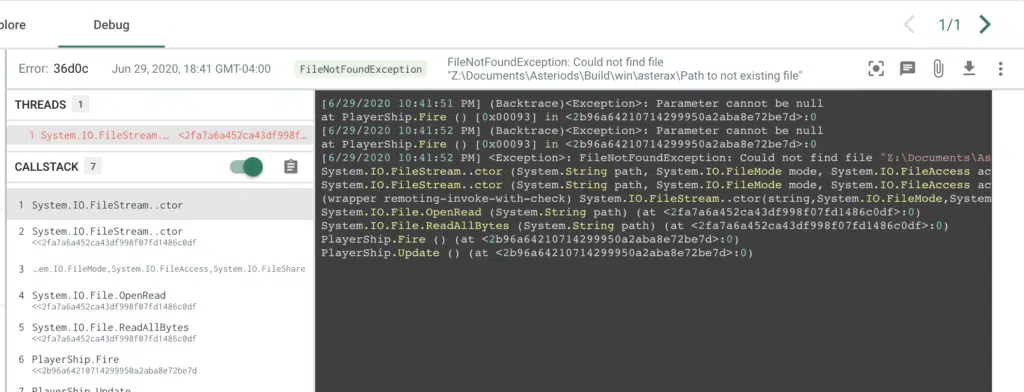 plore
Debug
1/1
Error: 36d0c
Jun 29, 2020, 18:41 GMT-04:00
FileNotFoundException
FileNotFoundException: Could not find file
"Z:\Documents\Asteriods\Build\win\asterax\Path to not existing file"
THREADS 1
1 System.IO.FileStream.… <2fa7a6a452ca43df998f…
CALLSTACK 7
1 System.IO.FileStream..ctor
2 System.IO.FileStream..ctor
<<2fa7a6a452ca43df998f07fd1486c0df
3 …em.IO.FileMode,System.IO.FileAccess,System.IO.FileShare
4 System.IO.File.OpenRead
<<2fa7a6a452ca43df998f07fd1486c0df
5 System.IO.File.ReadAllBytes
<<2fa7a6a452ca43df998f07fd1486c0df
6 PlayerShip.Fire
<<2b96a64210714299950a2aba8e72be7d
7 PlayerShip.Update
[6/29/2020 10:41:51 PM] (Backtrace)<Exception>: Parameter cannot be null
at PlayerShip.Fire () [0x00093] in <2b96a64210714299950a2aba8e72be7d>:0
[6/29/2020 10:41:52 PM] (Backtrace)<Exception>: Parameter cannot be null
at PlayerShip.Fire () [0x00093] in <2b96a64210714299950a2aba8e72be7d>:0
[6/29/2020 10:41:52 PM] <Exception>: FileNotFoundException: Could not find file "Z:\Documents\As
System.IO.FileStream..ctor (System.String path, System.IO.FileMode mode, System.IO.FileAccess ac
System.IO.FileStream..ctor (System.String path, System.IO.FileMode mode, System.IO.FileAccess ac
(wrapper remoting-invoke-with-check) System.IO.FileStream..ctor(string,System.IO.FileMode,System
System.IO.File.OpenRead (System.String path) (at <2fa7a6a452ca43df998f07fd1486c0df>:0)
System.IO.File.ReadAllBytes (System.String path) (at <2fa7a6a452ca43df998f07fd1486c0df>:0)
PlayerShip.Fire () (at <2b96a64210714299950a2aba8e72be7d>:0)
PlayerShip.Update () (at <2b96a64210714299950a2aba8e72be7d>:0)